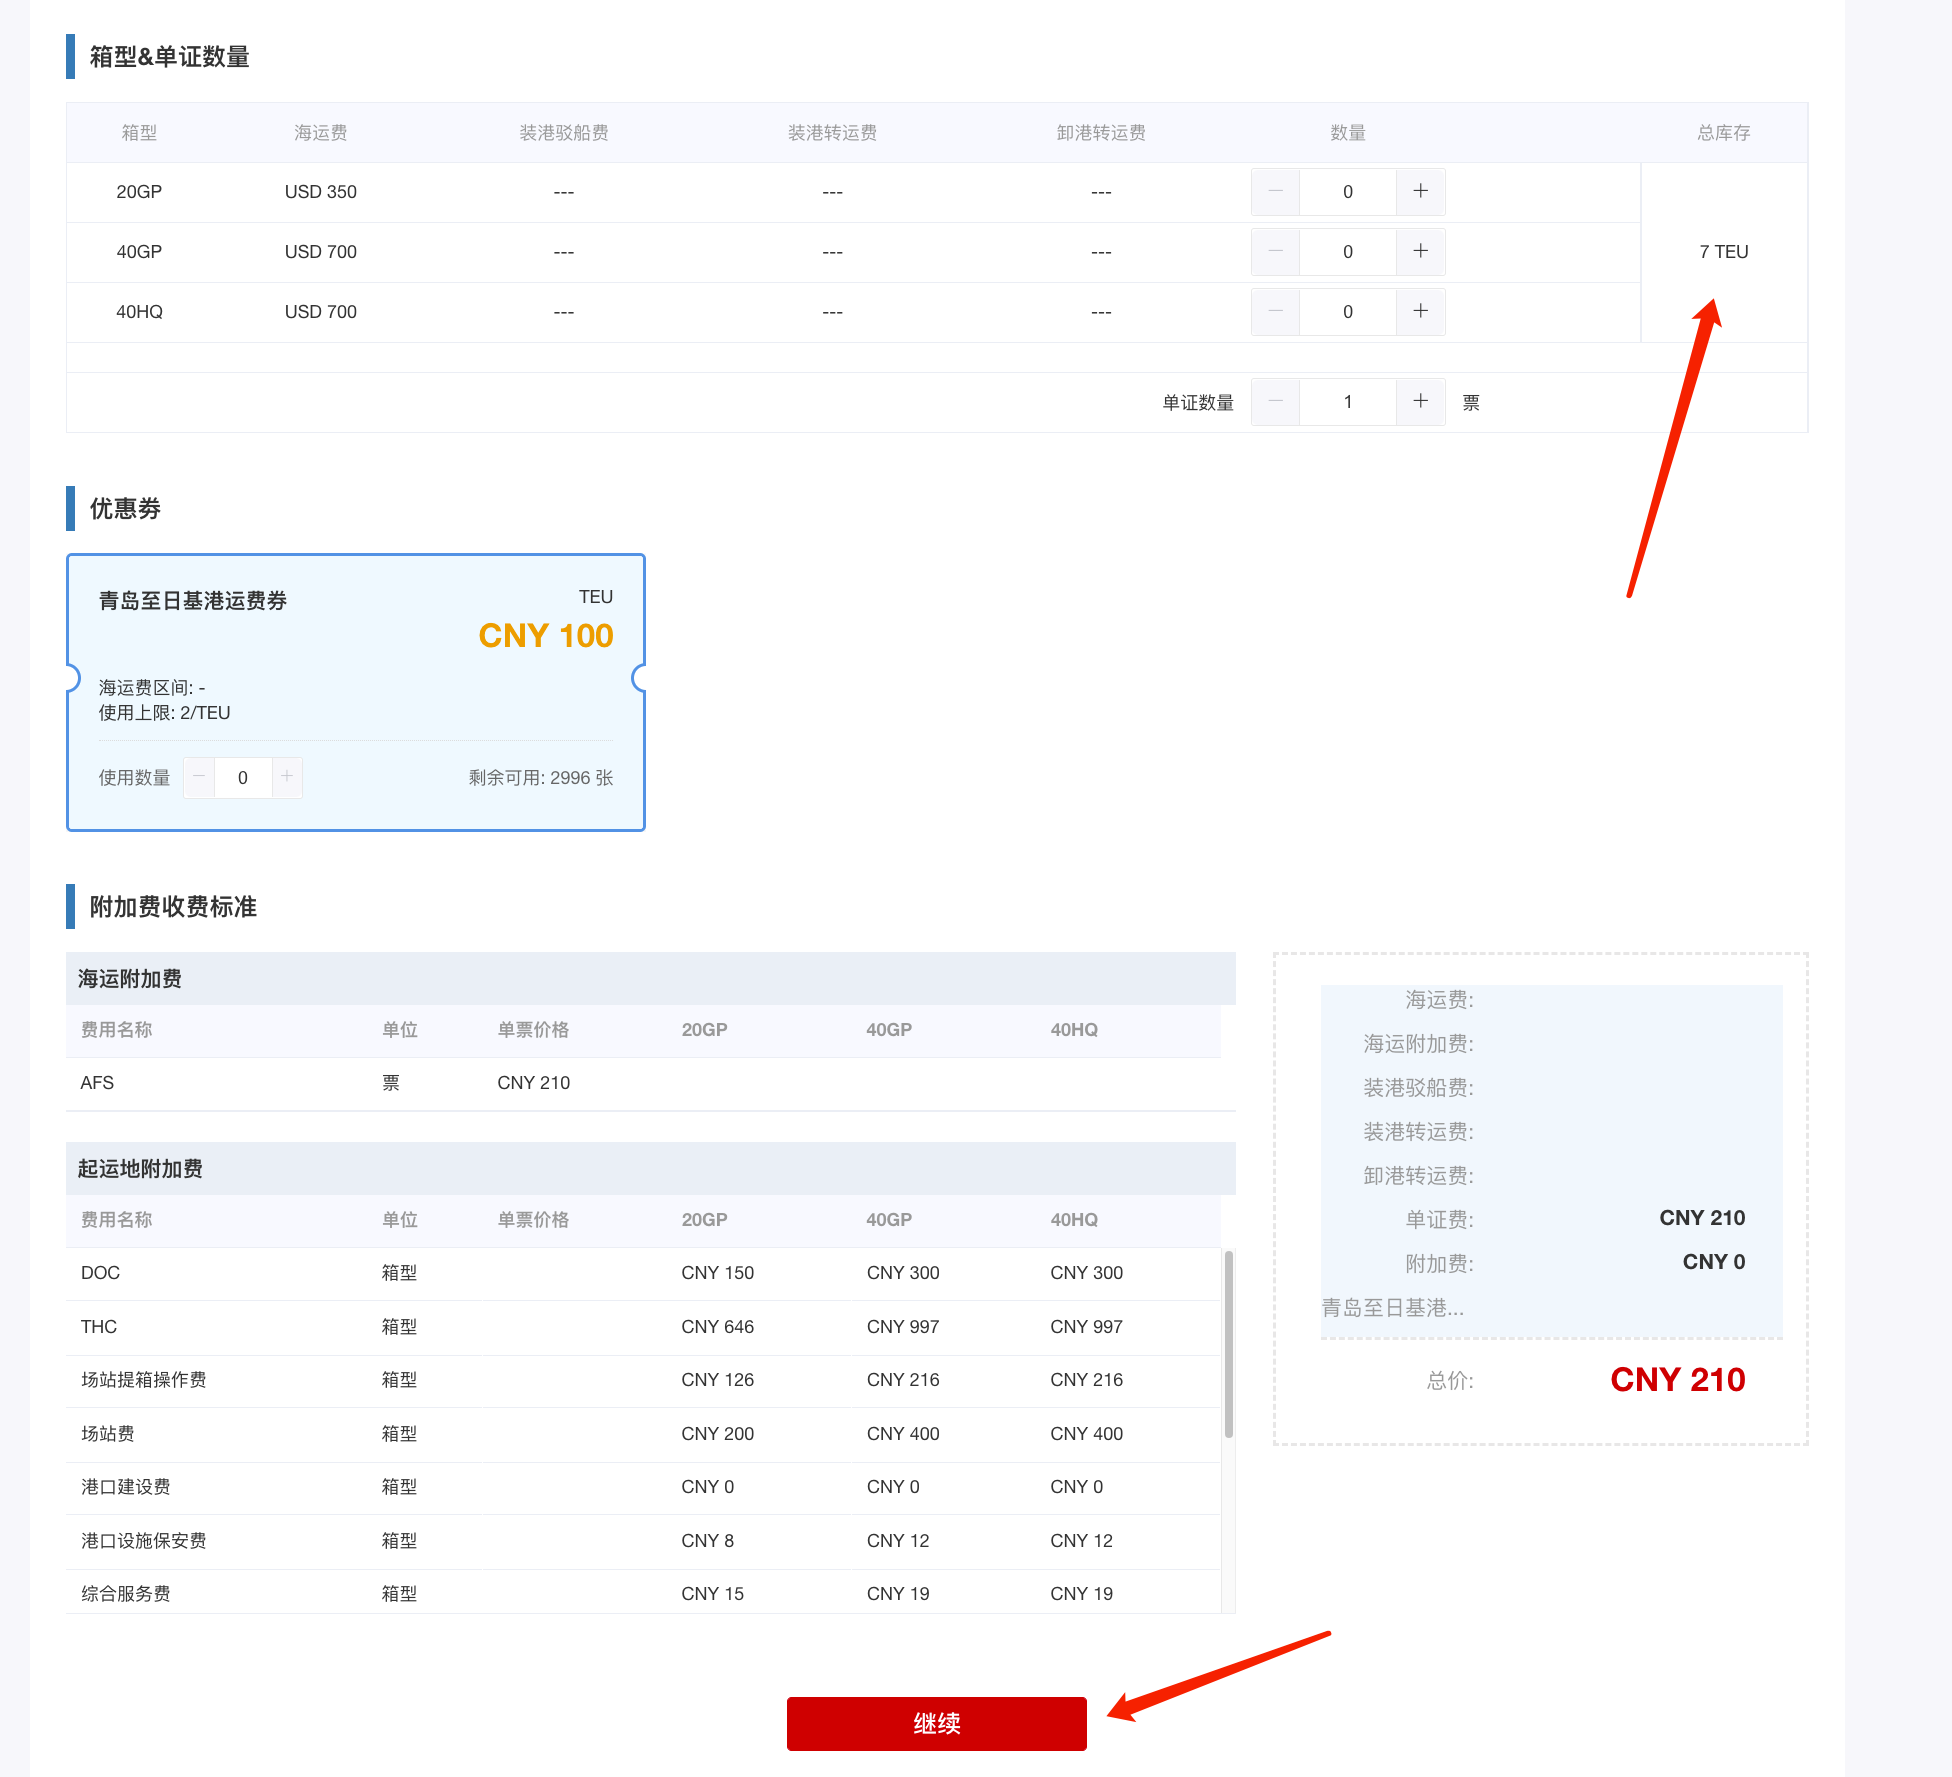 箱型&单证数量
箱型 海运费 装港驳船费 装港转运费 卸港转运费 数量 总库存
20GP USD 350 --- --- --- 0
40GP USD 700 --- --- --- 0 7 TEU
40HQ USD 700 --- --- --- 0
单证数量 1 票
优惠券
青岛至日基港运费券 TEU
CNY 100
海运费区间: -
使用上限: 2/TEU
使用数量 0 剩余可用: 2996 张
附加费收费标准
海运附加费
费用名称 单位 单票价格 20GP 40GP 40HQ
AFS 票 CNY 210
起运地附加费
费用名称 单位 单票价格 20GP 40GP 40HQ
DOC 箱型 CNY 150 CNY 300 CNY 300
THC 箱型 CNY 646 CNY 997 CNY 997
场站提箱操作费 箱型 CNY 126 CNY 216 CNY 216
场站费 箱型 CNY 200 CNY 400 CNY 400
港口建设费 箱型 CNY 0 CNY 0 CNY 0
港口设施保安费 箱型 CNY 8 CNY 12 CNY 12
综合服务费 箱型 CNY 15 CNY 19 CNY 19
海运费:
海运附加费:
装港驳船费:
装港转运费:
卸港转运费:
单证费: CNY 210
附加费: CNY 0
青岛至日基港...
总价: CNY 210
继续